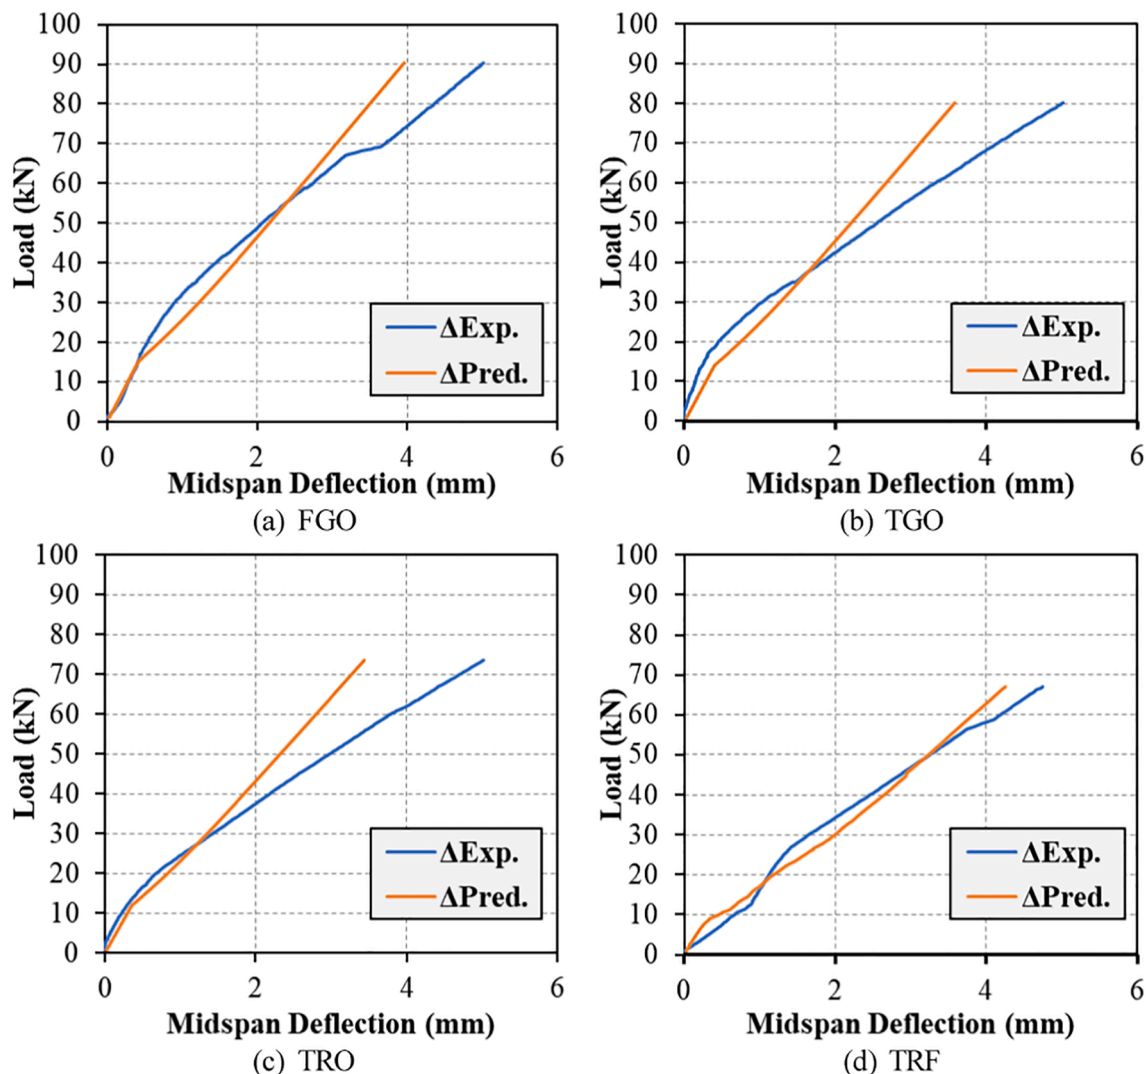 100
90
80
70
60
50
40
30
20
10
0
Load (kN)
0 2 4 6
Midspan Deflection (mm)
ΔExp.
ΔPred.
(a) FGO
100
90
80
70
60
50
40
30
20
10
0
Load (kN)
0 2 4 6
Midspan Deflection (mm)
ΔExp.
ΔPred.
(b) TGO
100
90
80
70
60
50
40
30
20
10
0
Load (kN)
0 2 4 6
Midspan Deflection (mm)
ΔExp.
ΔPred.
(c) TRO
100
90
80
70
60
50
40
30
20
10
0
Load (kN)
0 2 4 6
Midspan Deflection (mm)
ΔExp.
ΔPred.
(d) TRF